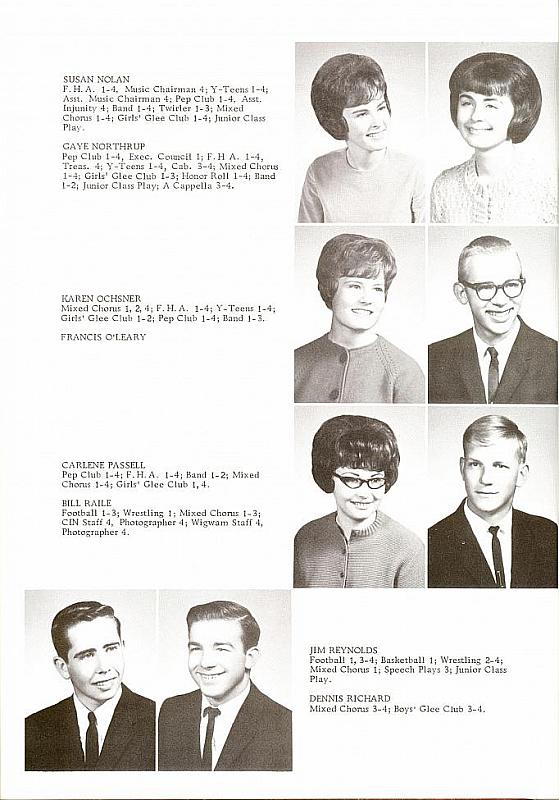 SUSAN NOLAN
F. H. A. 1-4, Music Chairman 4; Y-Teens 1-4;
Asst. Music Chairman 4; Pep Club 1-4, Asst.
Injunity 4; Band 1-4; Twirler 1-3; Mixed
Chorus 1-4; Girls' Glee Club 1-4; Junior Class
Play.
GAYE NORTHRUP
Pep Club 1-4, Exec. Council 1; F. H A. 1-4,
Treas. 4; Y-Teens 1-4, Cab. 3-4; Mixed Chorus
1-4; Girls' Glee Club 1-3; Honor Roll 1-4; Band
1-2; Junior Class Play; A Cappella 3-4.
KAREN OCHSNER
Mixed Chorus 1, 2, 4; F. H. A. 1-4; Y-Teens 1-4;
Girls' Glee Club 1-2; Pep Club 1-4; Band 1-3.
FRANCIS O'LEARY
CARLENE PASSELL
Pep Club 1-4; F. H. A. 1-4; Band 1-2; Mixed
Chorus 1-4; Girls' Glee Club 1, 4.
BILL RAILE
Football 1-3; Wrestling 1; Mixed Chorus 1-3;
CIN Staff 4, Photographer 4; Wigwam Staff 4,
Photographer 4.
JIM REYNOLDS
Football 1, 3-4; Basketball 1; Wrestling 2-4;
Mixed Chorus 1; Speech Plays 3; Junior Class
Play.
DENNIS RICHARD
Mixed Chorus 3-4; Boys' Glee Club 3-4.